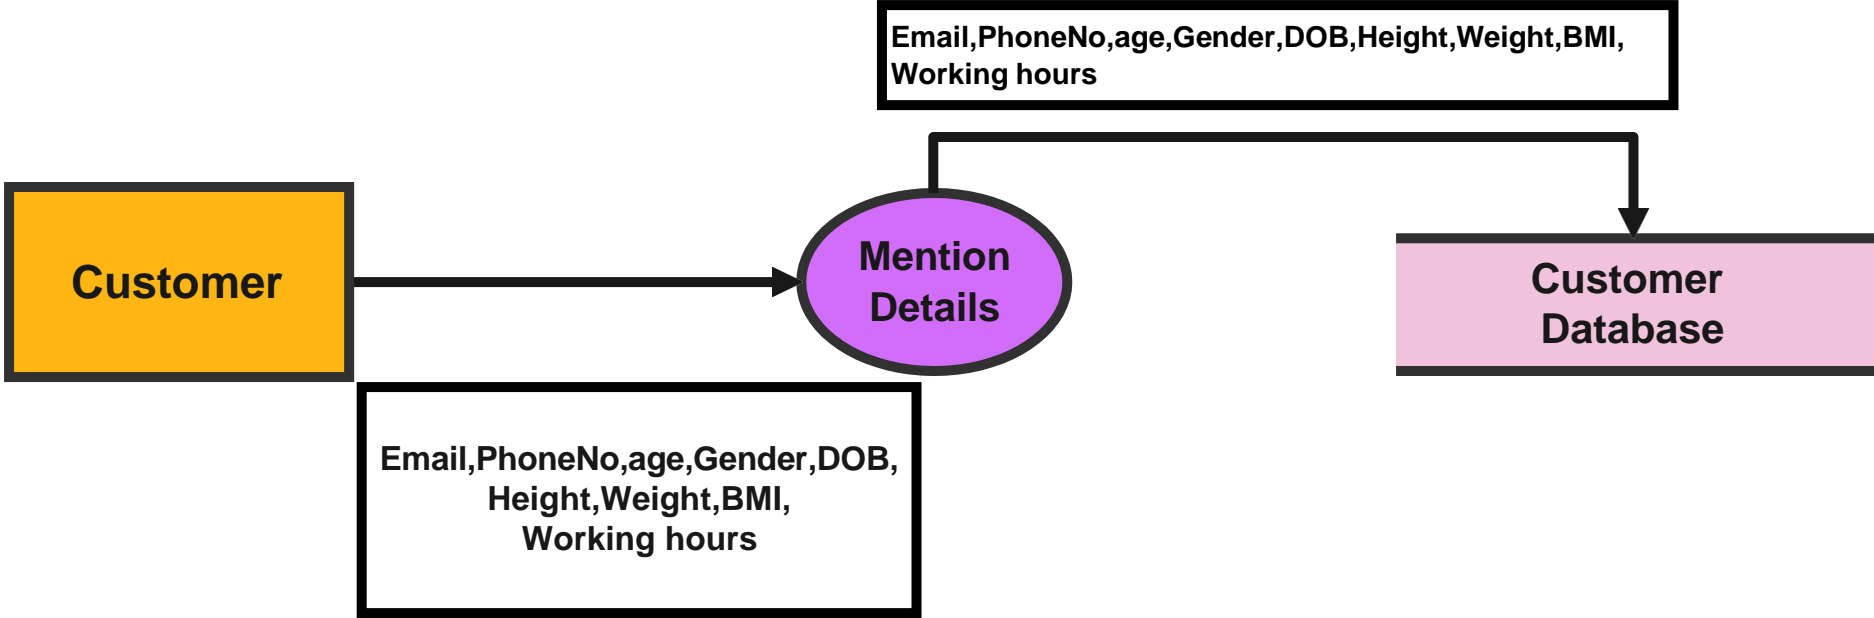 Email,PhoneNo,age,Gender,DOB,Height,Weight,BMI,
Working hours
Customer
Mention
Details
Customer
Database
Email,PhoneNo,age,Gender,DOB,
Height,Weight,BMI,
Working hours